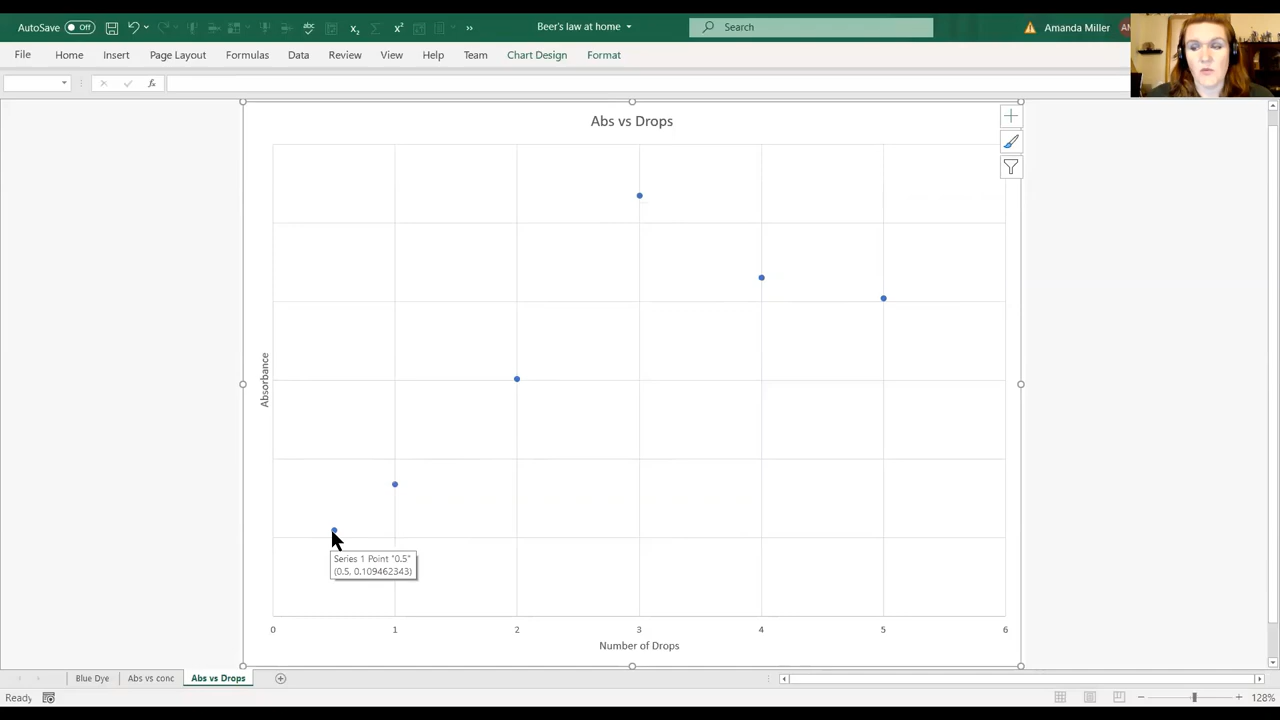 AutoSave Off
Beer's law at home
Search
Amanda Miller
File Home Insert Page Layout Formulas Data Review View Help Team Chart Design Format
fx
Abs vs Drops
Absorbance
Series 1 Point "0.5"
(0.5, 0.109462343)
0 1 2 3 4 5 6
Number of Drops
Blue Dye Abs vs conc Abs vs Drops
Ready
128%